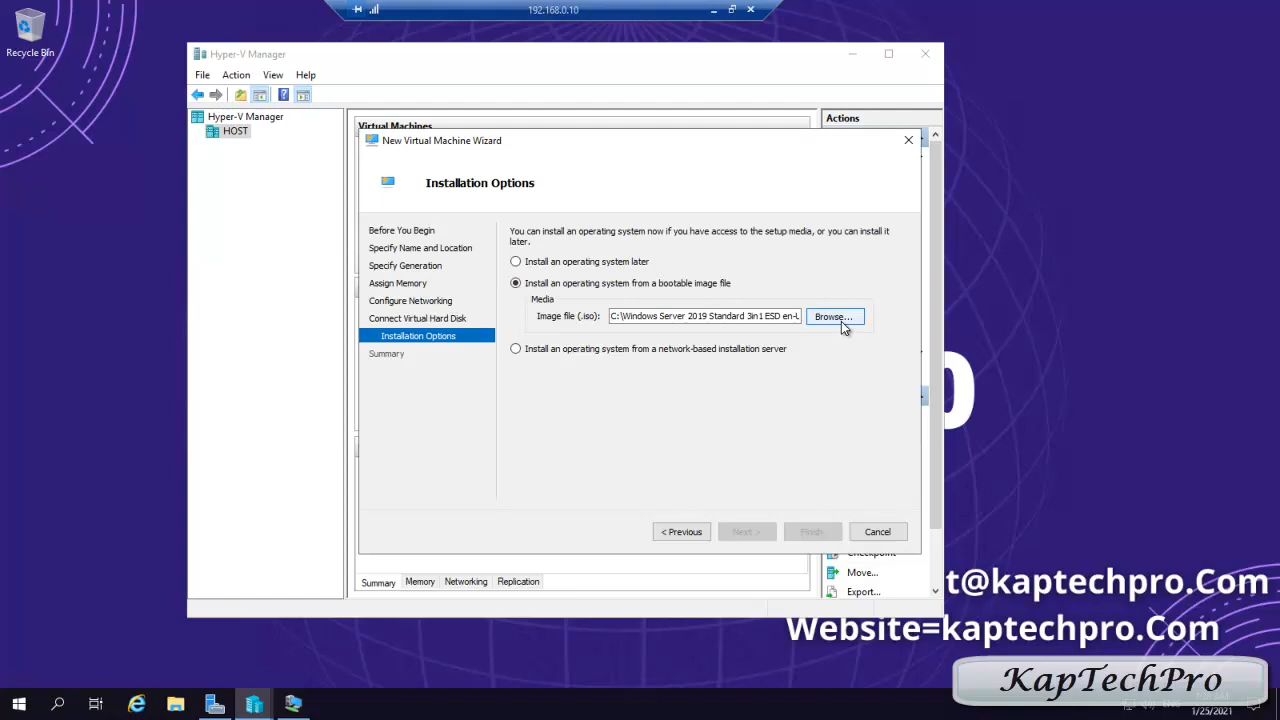 192.168.0.10
Recycle Bin
Hyper-V Manager
File Action View Help
Hyper-V Manager
HOST
Virtual Machines
Actions
New Virtual Machine Wizard
Installation Options
Before You Begin
Specify Name and Location
Specify Generation
Assign Memory
Configure Networking
Connect Virtual Hard Disk
Installation Options
Summary
You can install an operating system now if you have access to the setup media, or you can install it
later.
Install an operating system later
Install an operating system from a bootable image file
Media
Image file (.iso): C:\Windows Server 2019 Standard 3in1 ESD en-U
Browse...
Install an operating system from a network-based installation server
< Previous Next > Finish Cancel
Checkpoint
Move...
Export...
Summary Memory Networking Replication
t@kaptechpro.Com
Website=kaptechpro.Com
KapTechPro
1/25/2021